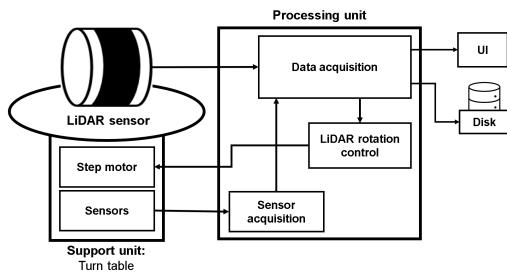 Processing unit
Data acquisition
UI
Disk
LiDAR sensor
LiDAR rotation
control
Step motor
Sensors
Sensor
acquisition
Support unit:
Turn table